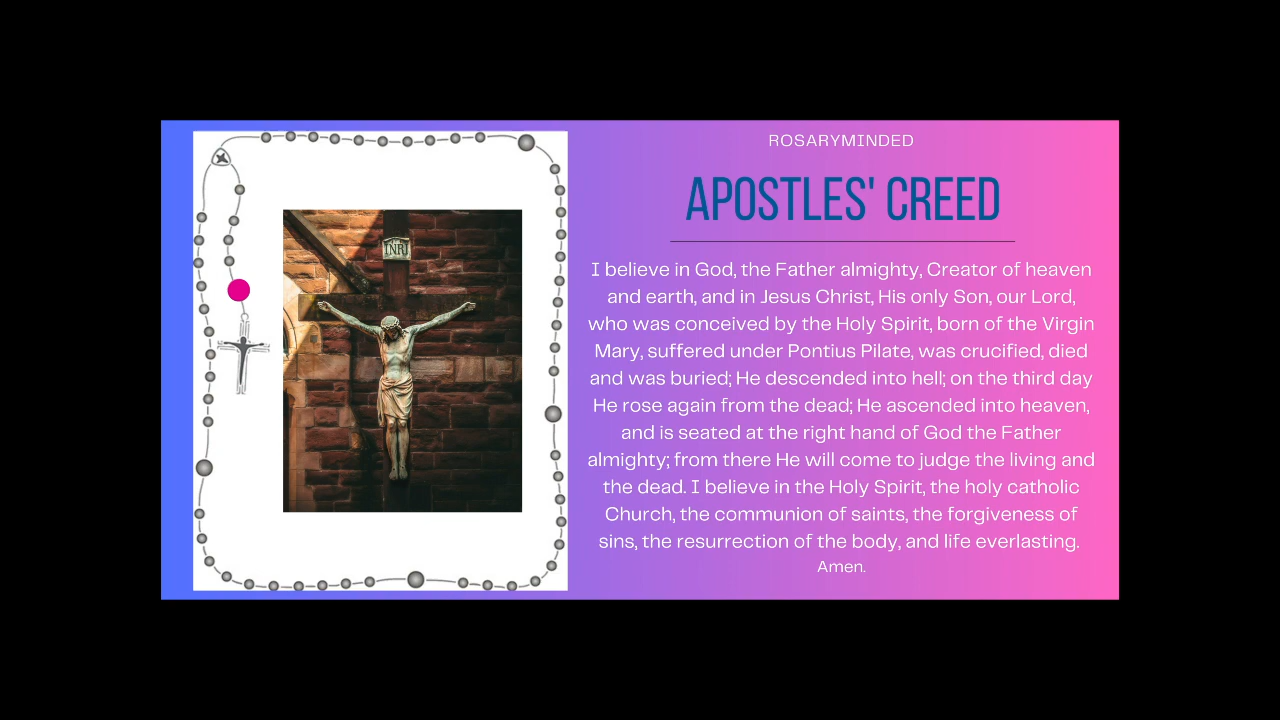 INRI
ROSARYMINDED
APOSTLES' CREED
I believe in God, the Father almighty, Creator of heaven
and earth, and in Jesus Christ, His only Son, our Lord,
who was conceived by the Holy Spirit, born of the Virgin
Mary, suffered under Pontius Pilate, was crucified, died
and was buried; He descended into hell; on the third day
He rose again from the dead; He ascended into heaven,
and is seated at the right hand of God the Father
almighty; from there He will come to judge the living and
the dead. I believe in the Holy Spirit, the holy catholic
Church, the communion of saints, the forgiveness of
sins, the resurrection of the body, and life everlasting.
Amen.